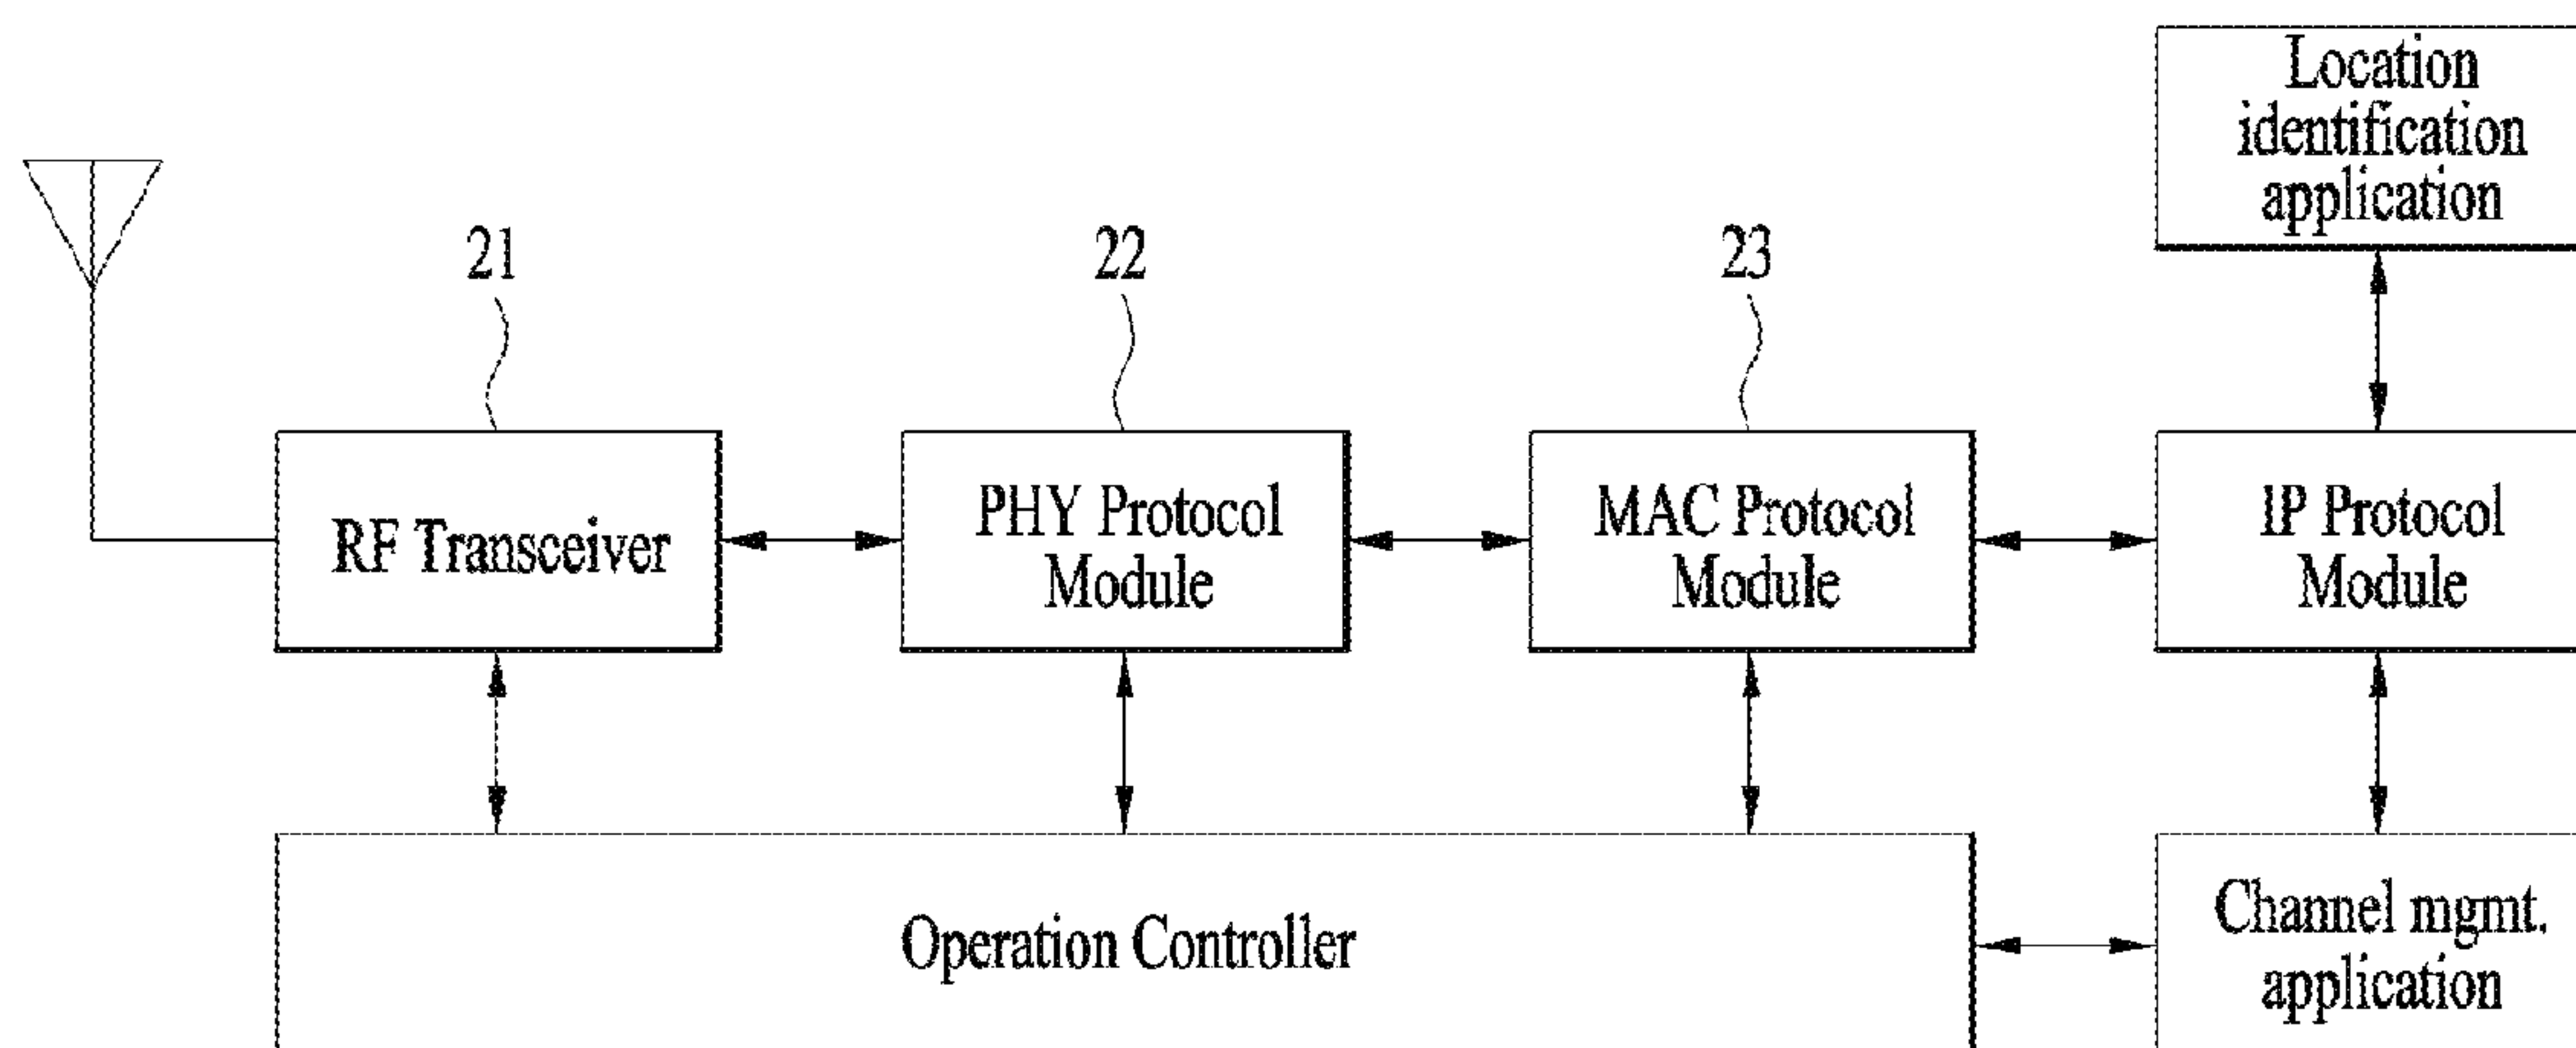 Location
identification
application
21
22
23
RF Transceiver
PHY Protocol
Module
MAC Protocol
Module
IP Protocol
Module
Operation Controller
Channel mgmt.
application